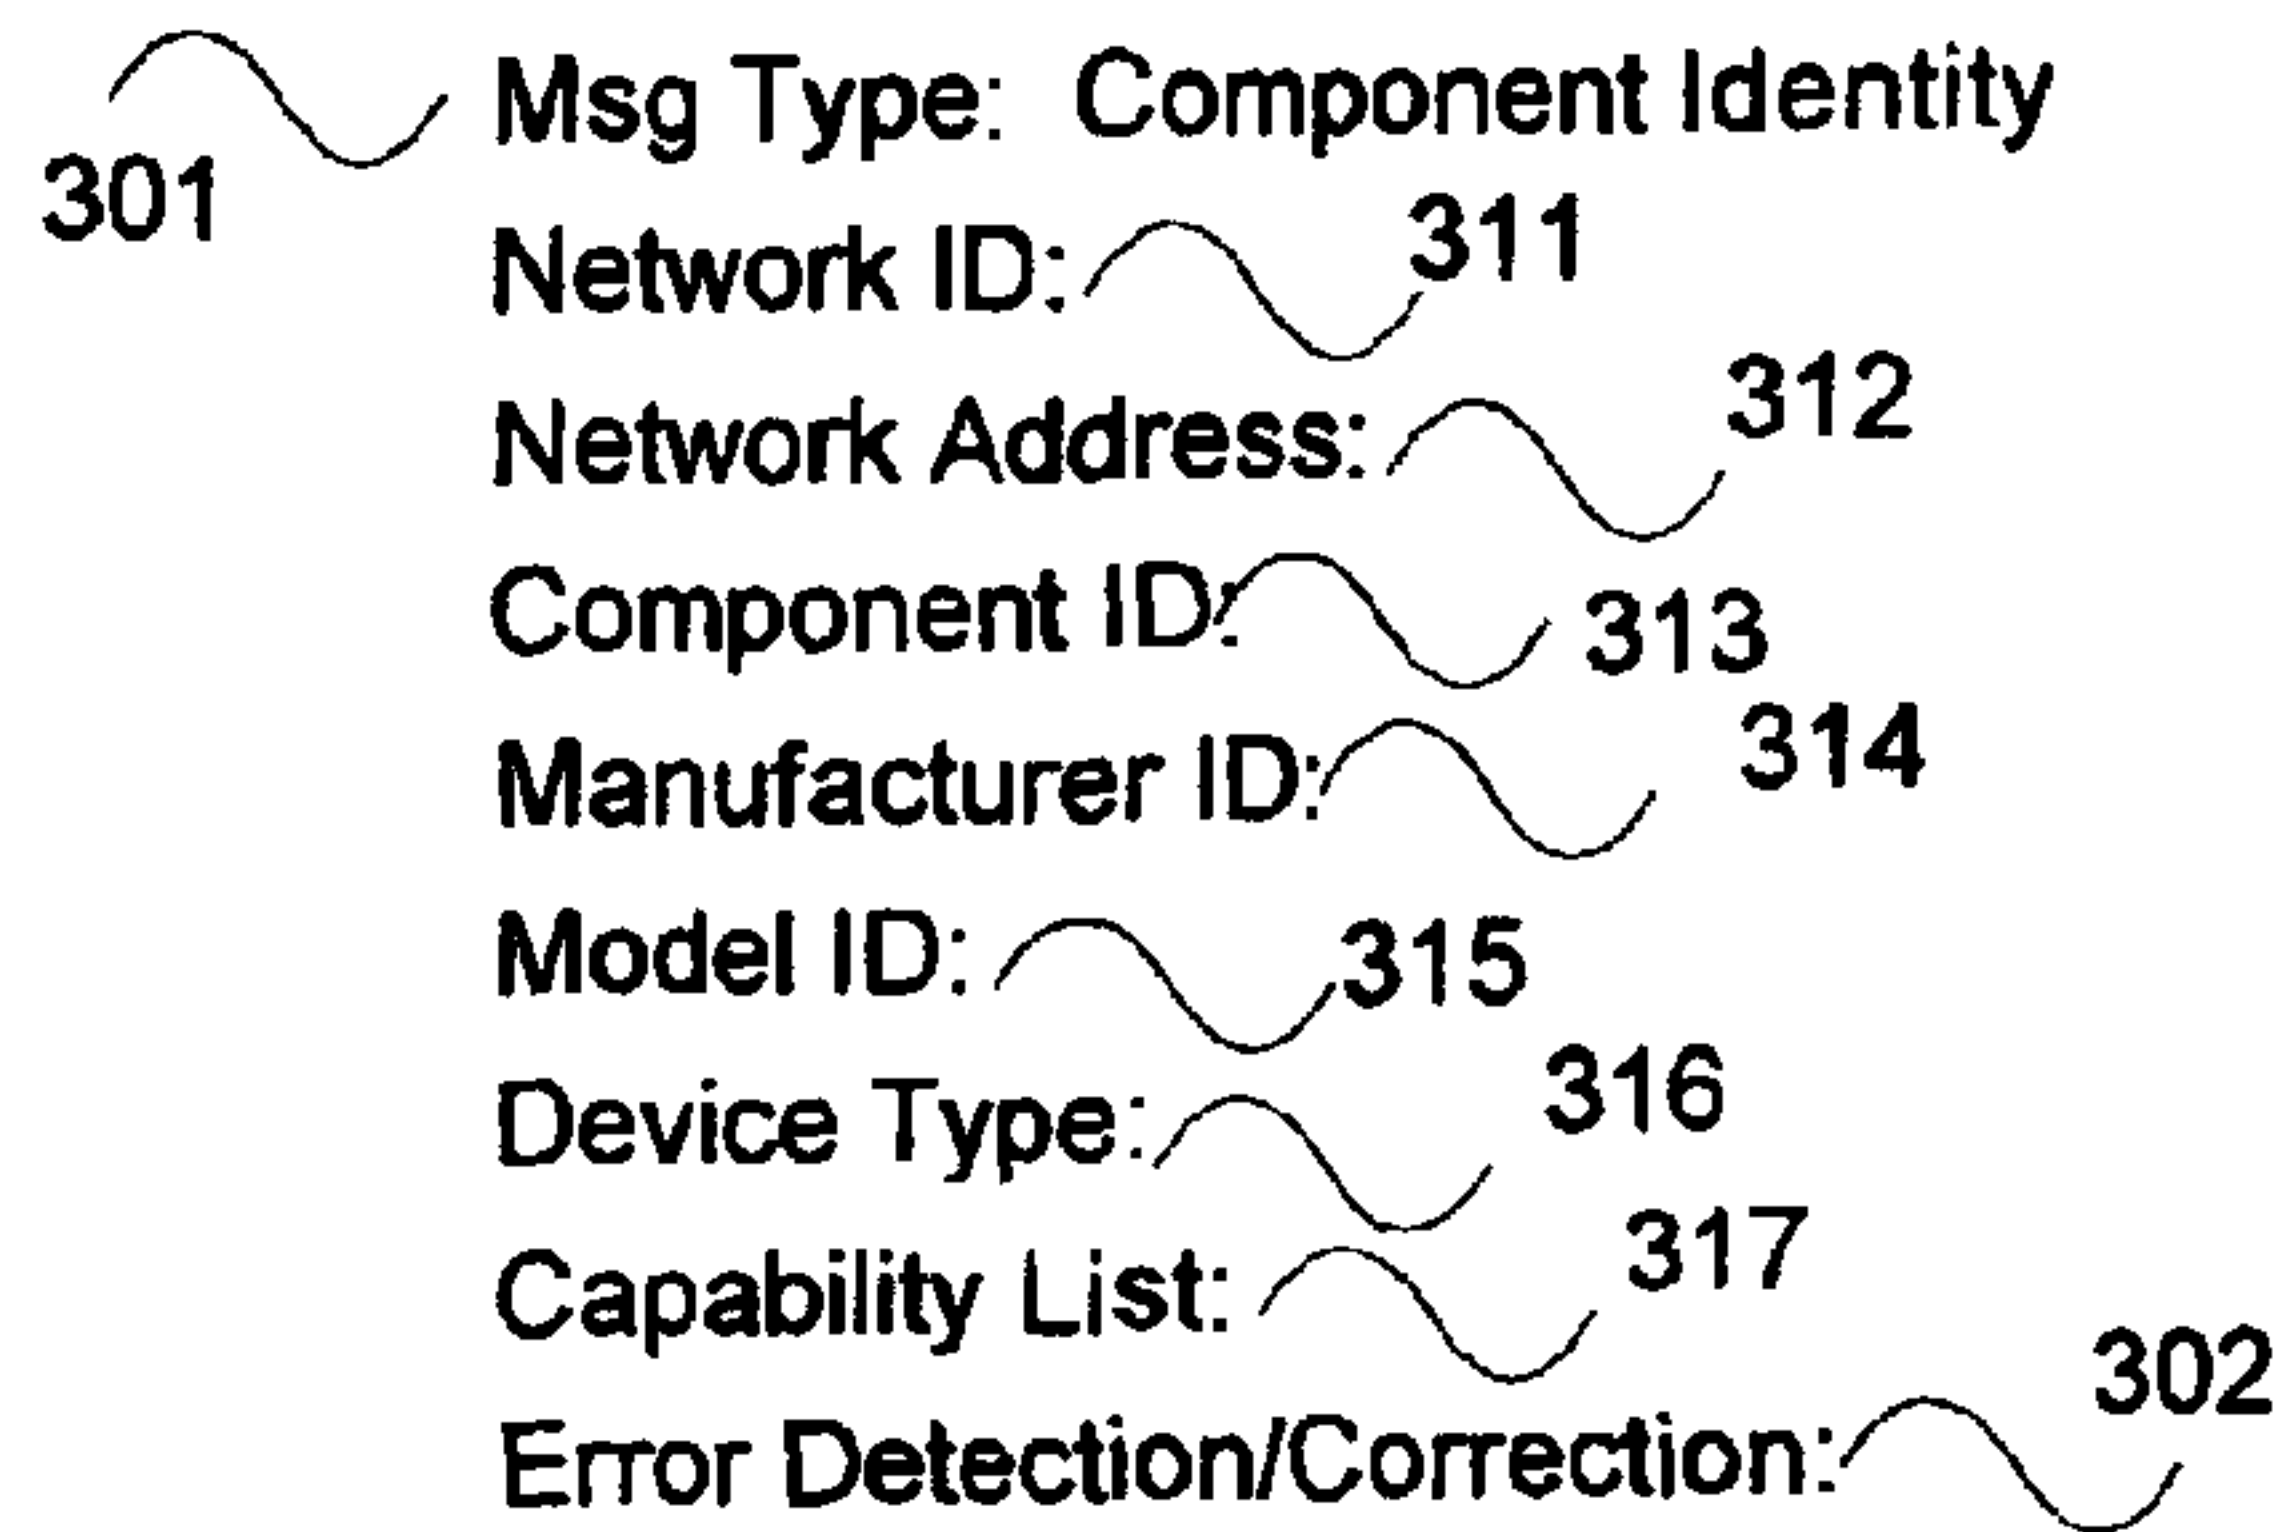 301 Msg Type: Component Identity
Network ID: 311
Network Address: 312
Component ID: 313
Manufacturer ID: 314
Model ID: 315
Device Type: 316
Capability List: 317
Error Detection/Correction: 302